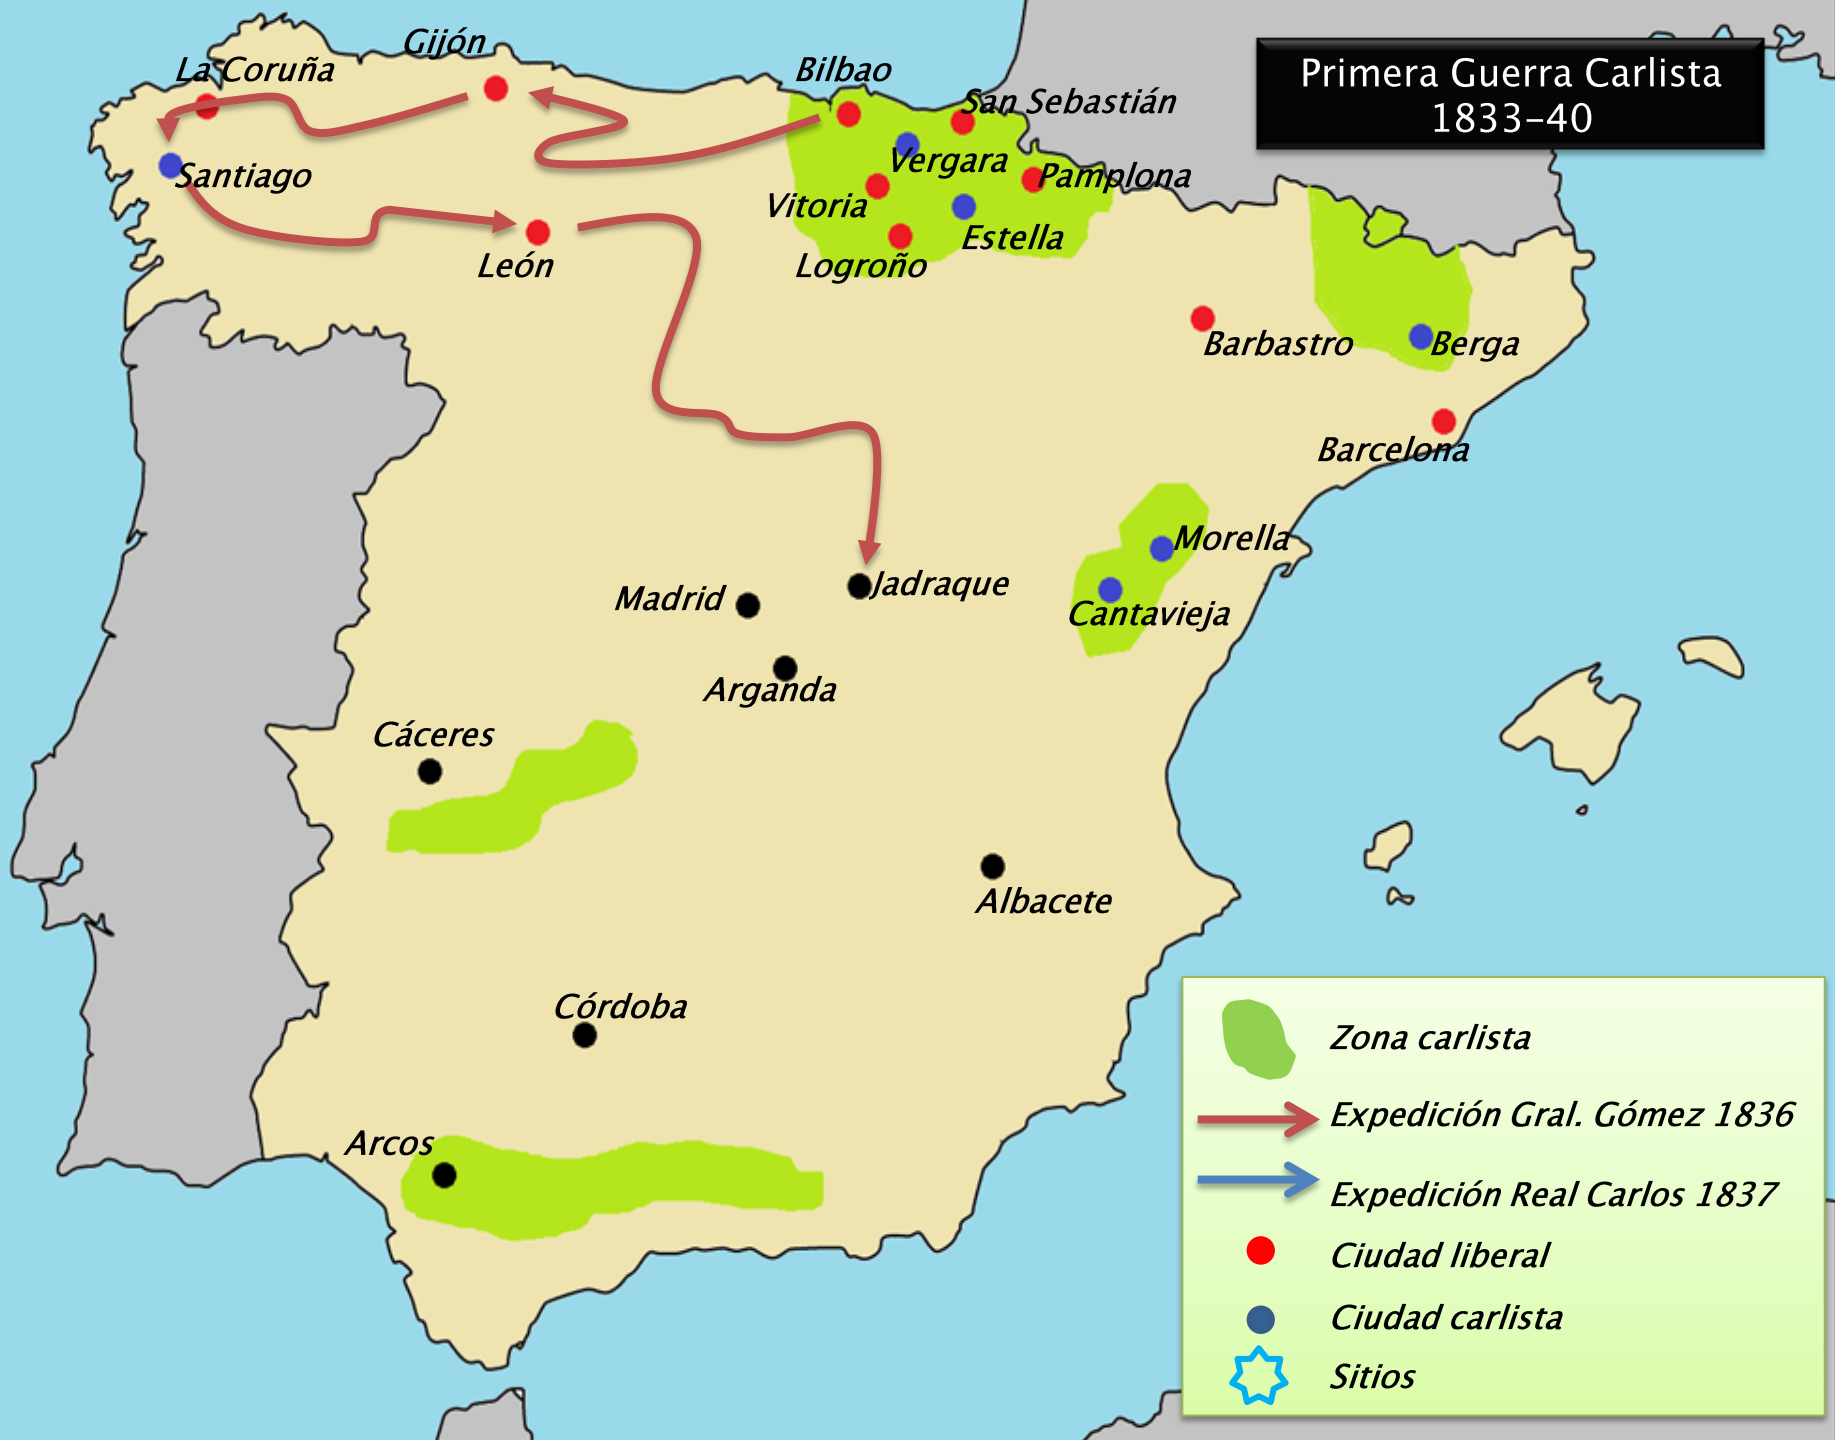 Primera Guerra Carlista
1833-40
Gijón
La Coruña
Bilbao
San Sebastián
Vergara
Pamplona
Santiago
Vitoria
Estella
León
Logroño
Barbastro
Berga
Barcelona
Morella
Madrid
Jadraque
Cantavieja
Arganda
Cáceres
Albacete
Córdoba
Arcos
Zona carlista
Expedición Gral. Gómez 1836
Expedición Real Carlos 1837
Ciudad liberal
Ciudad carlista
Sitios